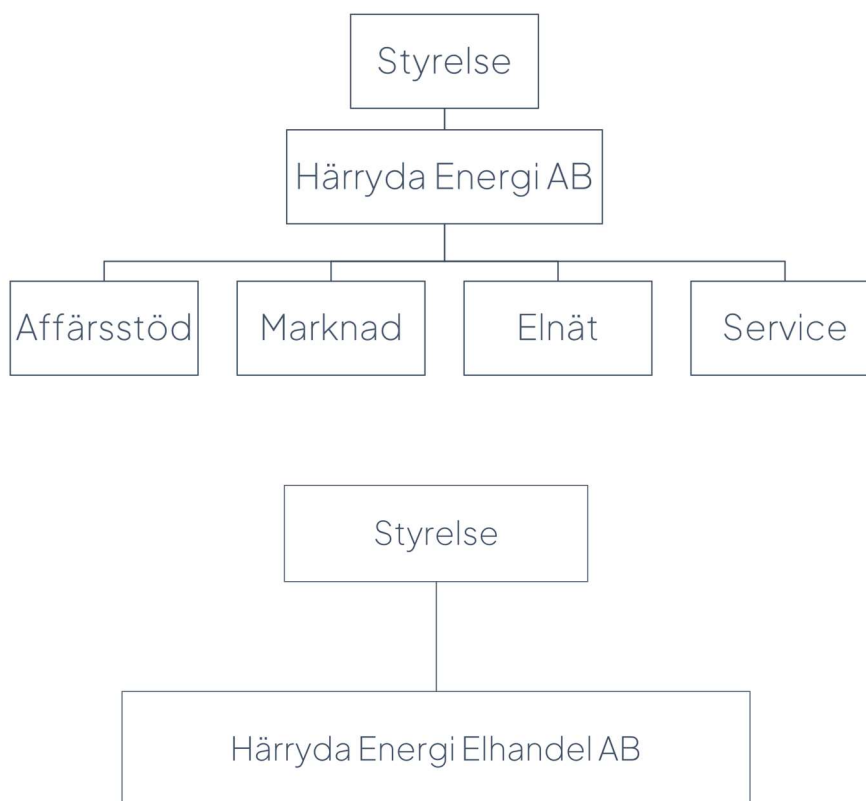 Styrelse
Härryda Energi AB
Affärsstöd
Marknad
Elnät
Service
Styrelse
Härryda Energi Elhandel AB